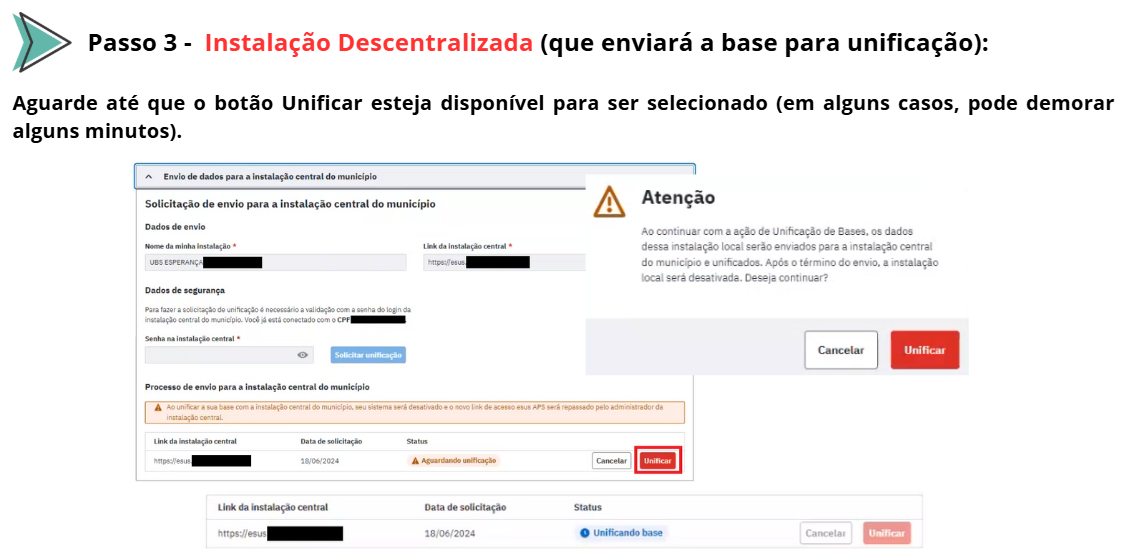 Passo 3 - Instalação Descentralizada (que enviará a base para unificação):
Aguarde até que o botão Unificar esteja disponível para ser selecionado (em alguns casos, pode demorar
alguns minutos).
Envio de dados para a instalação central do município
Solicitação de envio para a instalação central do município
Dados de envio
Nome da minha instalação *
Link da instalação central *
UBS ESPERANÇA
https://esus.
Dados de segurança
Para fazer a solicitação de unificação é necessário a validação com a senha do login da
instalação central do município. Você já está conectado com o CPF
Senha na instalação central *
Solicitar unificação
Processo de envio para a instalação central do município
Ao unificar a sua base com a instalação central do município, seu sistema será desativado e o novo link de acesso esus APS será repassado pelo administrador da
instalação central.
Link da instalação central Data de solicitação Status
https://esus. 18/06/2024 Aguardando unificação Cancelar Unificar
Atenção
Ao continuar com a ação de Unificação de Bases, os dados
dessa instalação local serão enviados para a instalação central
do município e unificados. Após o término do envio, a instalação
local será desativada. Deseja continuar?
Cancelar Unificar
Link da instalação central Data de solicitação Status
https://esus 18/06/2024 Unificando base Cancelar Unificar